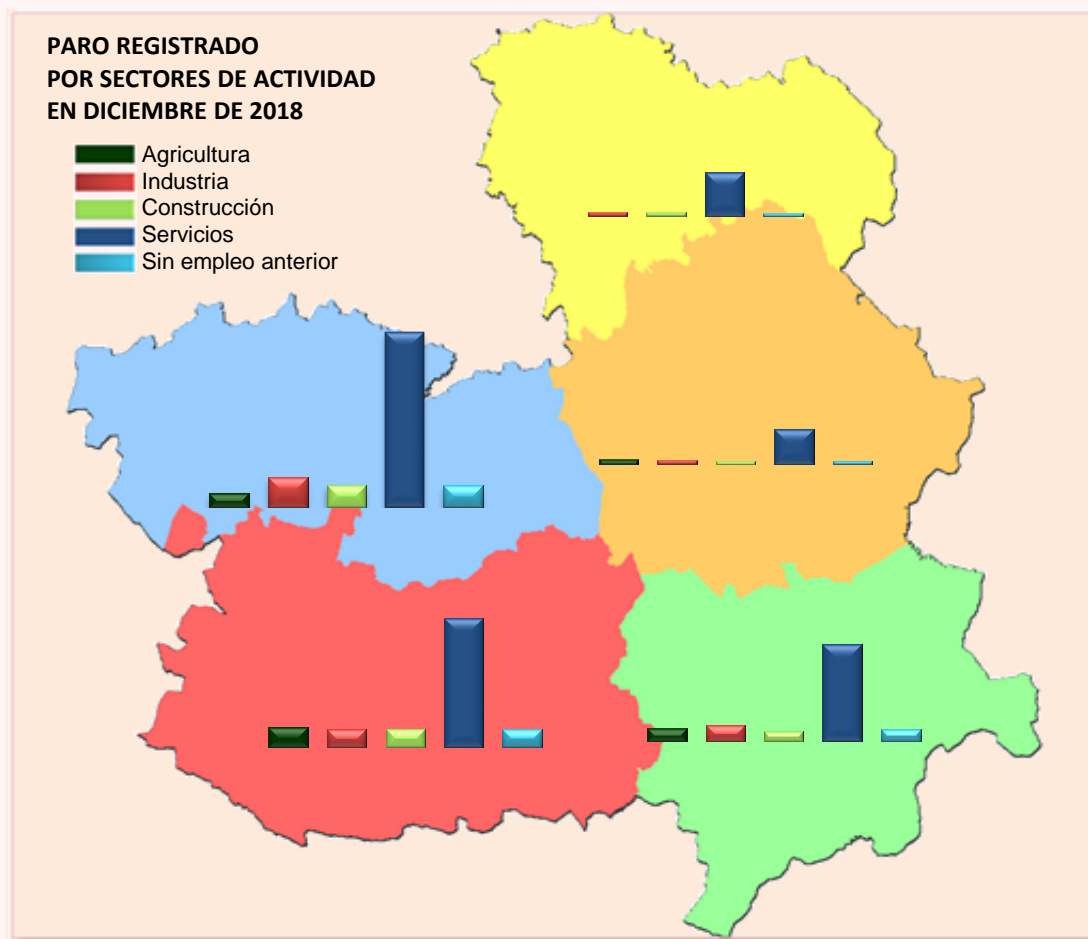 PARO REGISTRADO
POR SECTORES DE ACTIVIDAD
EN DICIEMBRE DE 2018
Agricultura
Industria
Construcción
Servicios
Sin empleo anterior